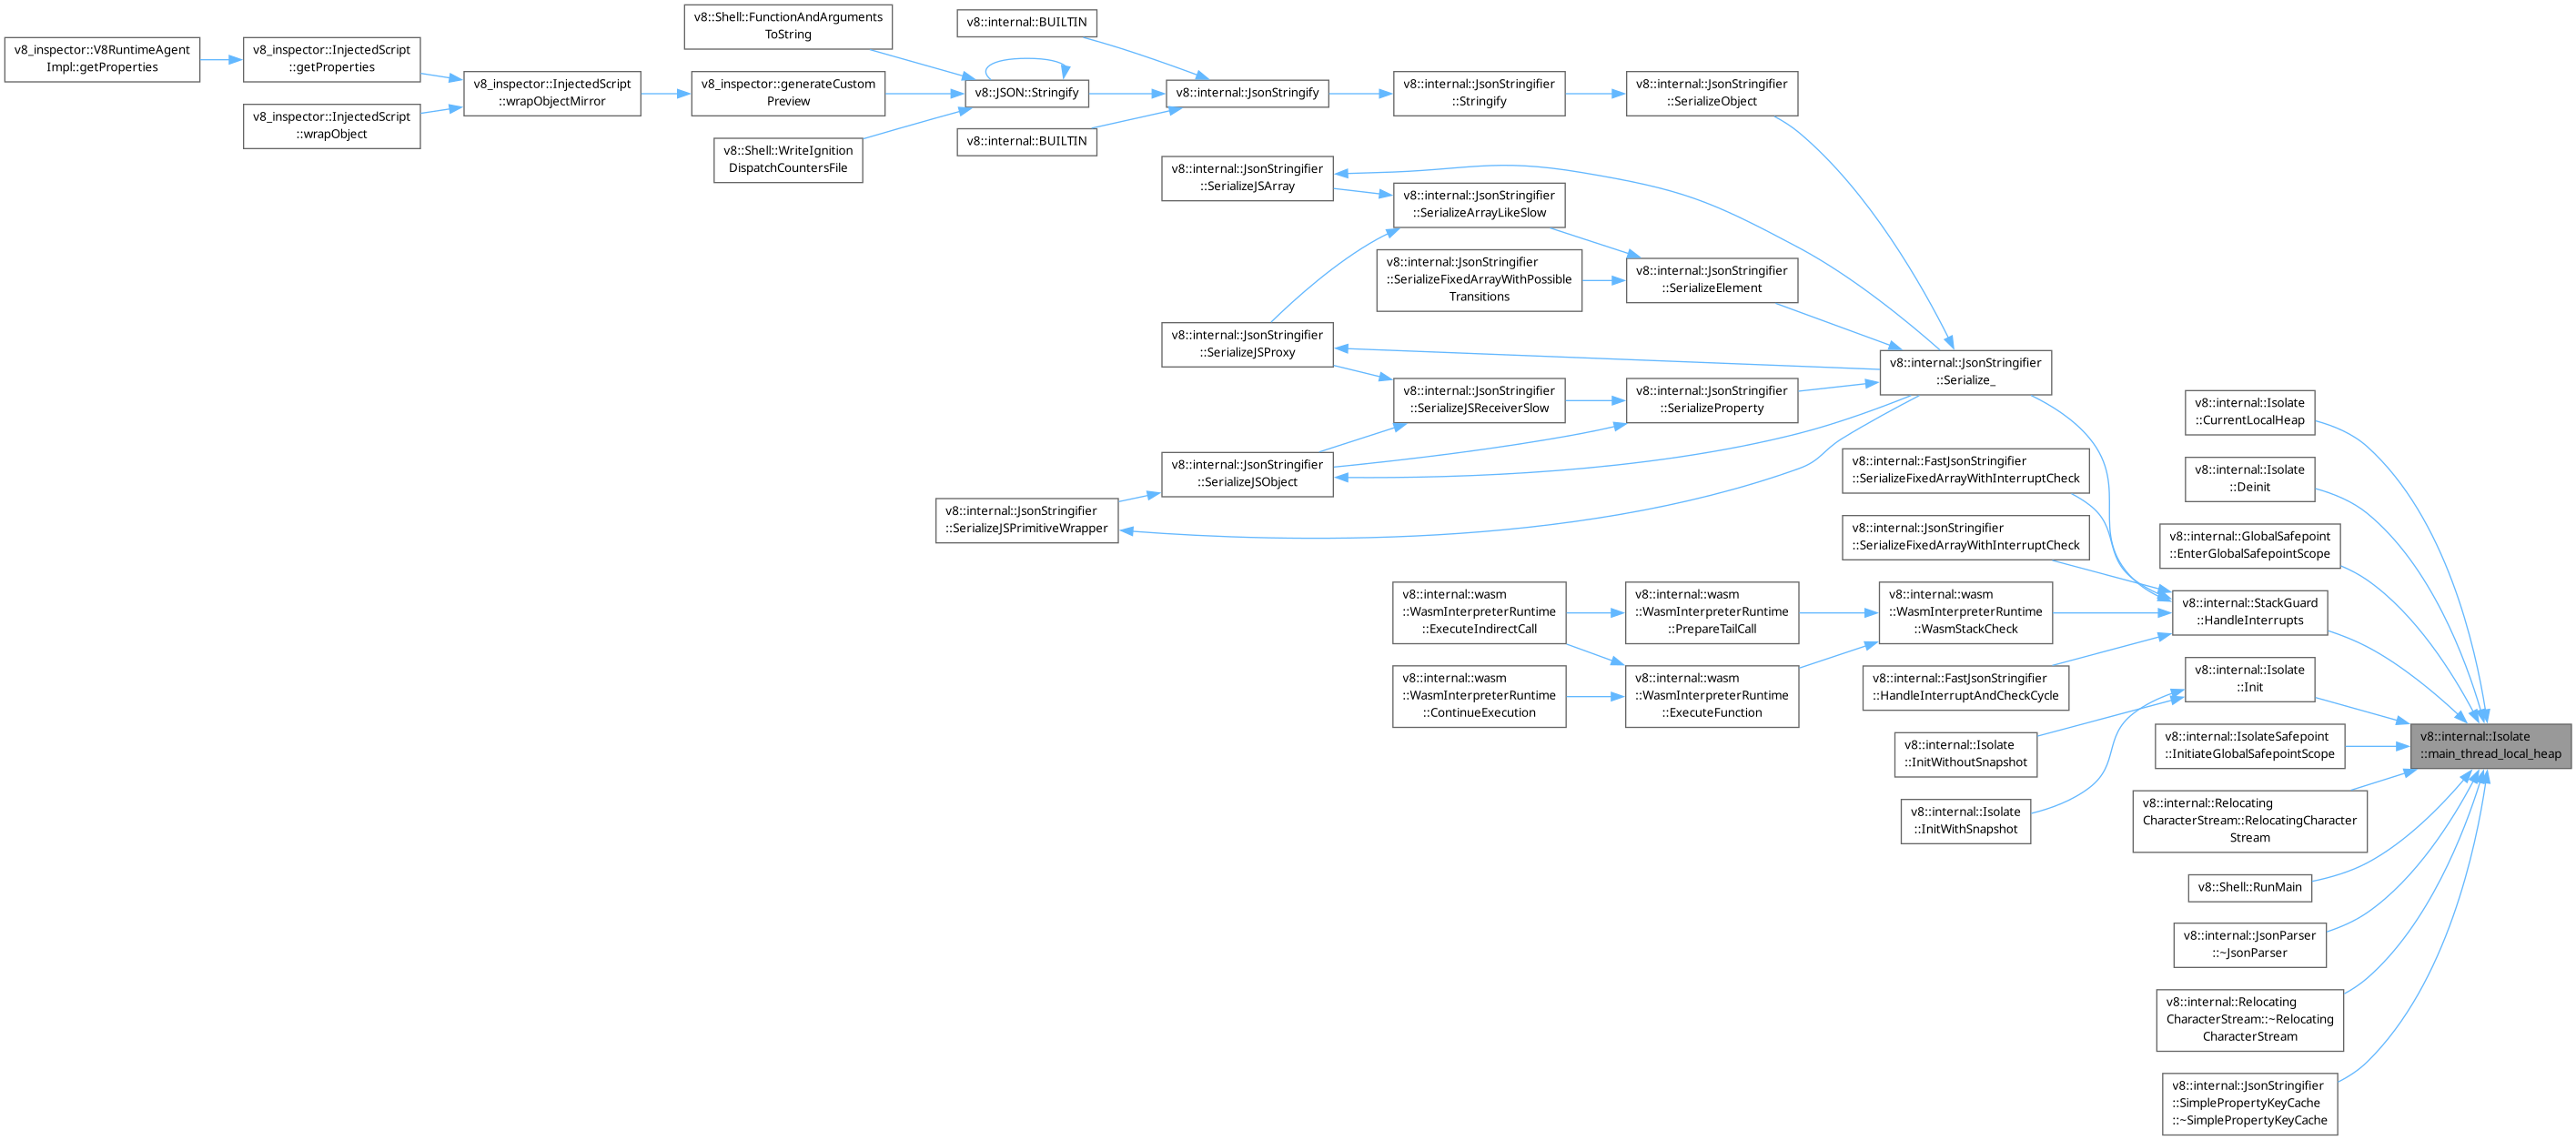 v8_inspector::V8RuntimeAgent
Impl::getProperties
v8_inspector::InjectedScript
::getProperties
v8_inspector::InjectedScript
::wrapObject
v8_inspector::InjectedScript
::wrapObjectMirror
v8::Shell::FunctionAndArguments
ToString
v8_inspector::generateCustom
Preview
v8::Shell::WriteIgnition
DispatchCountersFile
v8::internal::BUILTIN
v8::JSON::Stringify
v8::internal::BUILTIN
v8::internal::JsonStringify
v8::internal::JsonStringifier
::Stringify
v8::internal::JsonStringifier
::SerializeObject
v8::internal::JsonStringifier
::SerializeJSArray
v8::internal::JsonStringifier
::SerializeArrayLikeSlow
v8::internal::JsonStringifier
::SerializeFixedArrayWithPossible
Transitions
v8::internal::JsonStringifier
::SerializeElement
v8::internal::JsonStringifier
::SerializeJSProxy
v8::internal::JsonStringifier
::SerializeJSReceiverSlow
v8::internal::JsonStringifier
::SerializeProperty
v8::internal::JsonStringifier
::Serialize_
v8::internal::JsonStringifier
::SerializeJSObject
v8::internal::JsonStringifier
::SerializeJSPrimitiveWrapper
v8::internal::FastJsonStringifier
::SerializeFixedArrayWithInterruptCheck
v8::internal::JsonStringifier
::SerializeFixedArrayWithInterruptCheck
v8::internal::wasm
::WasmInterpreterRuntime
::ExecuteIndirectCall
v8::internal::wasm
::WasmInterpreterRuntime
::PrepareTailCall
v8::internal::wasm
::WasmInterpreterRuntime
::WasmStackCheck
v8::internal::wasm
::WasmInterpreterRuntime
::ContinueExecution
v8::internal::wasm
::WasmInterpreterRuntime
::ExecuteFunction
v8::internal::FastJsonStringifier
::HandleInterruptAndCheckCycle
v8::internal::Isolate
::InitWithoutSnapshot
v8::internal::Isolate
::InitWithSnapshot
v8::internal::Isolate
::CurrentLocalHeap
v8::internal::Isolate
::Deinit
v8::internal::GlobalSafepoint
::EnterGlobalSafepointScope
v8::internal::StackGuard
::HandleInterrupts
v8::internal::Isolate
::Init
v8::internal::IsolateSafepoint
::InitiateGlobalSafepointScope
v8::internal::Relocating
CharacterStream::RelocatingCharacter
Stream
v8::Shell::RunMain
v8::internal::JsonParser
::~JsonParser
v8::internal::Relocating
CharacterStream::~Relocating
CharacterStream
v8::internal::JsonStringifier
::SimplePropertyKeyCache
::~SimplePropertyKeyCache
v8::internal::Isolate
::main_thread_local_heap